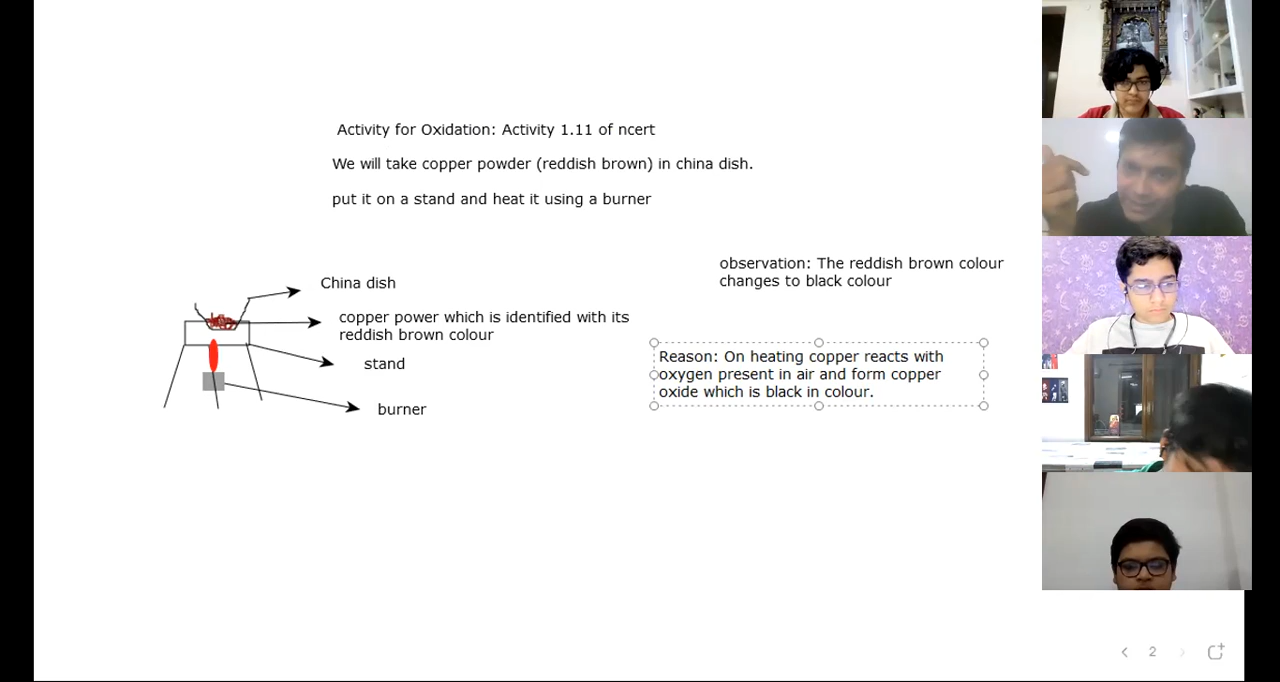 Activity for Oxidation: Activity 1.11 of ncert
We will take copper powder (reddish brown) in china dish.
put it on a stand and heat it using a burner
China dish
copper power which is identified with its
reddish brown colour
stand
burner
observation: The reddish brown colour
changes to black colour
Reason: On heating copper reacts with
oxygen present in air and form copper
oxide which is black in colour.
2